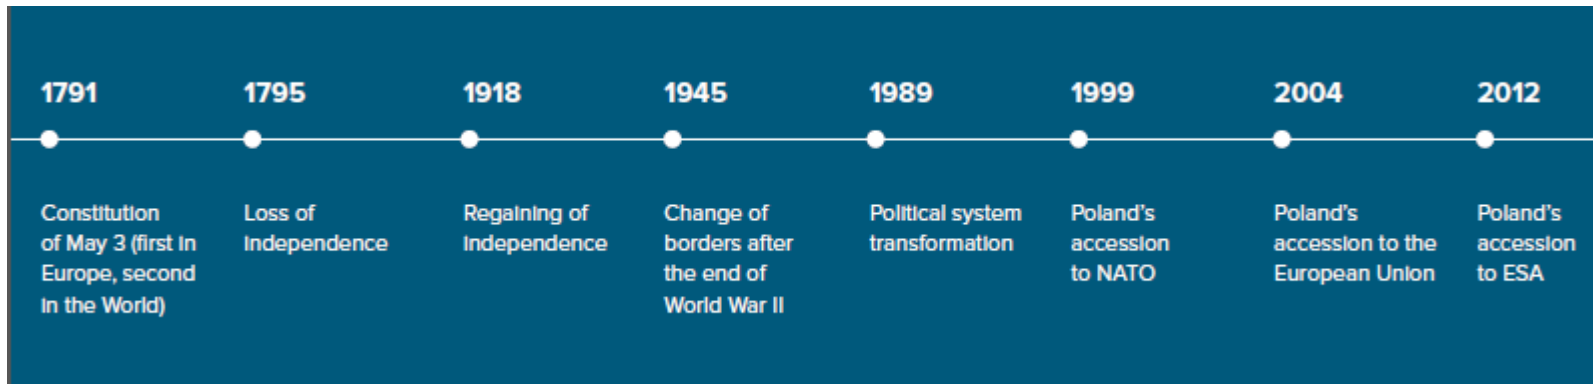 1791
Constitution
of May 3 (first in
Europe, second
in the World)
1795
Loss of
independence
1918
Regaining of
independence
1945
Change of
borders after
the end of
World War II
1989
Political system
transformation
1999
Poland's
accession
to NATO
2004
Poland's
accession to the
European Union
2012
Poland's
accession
to ESA